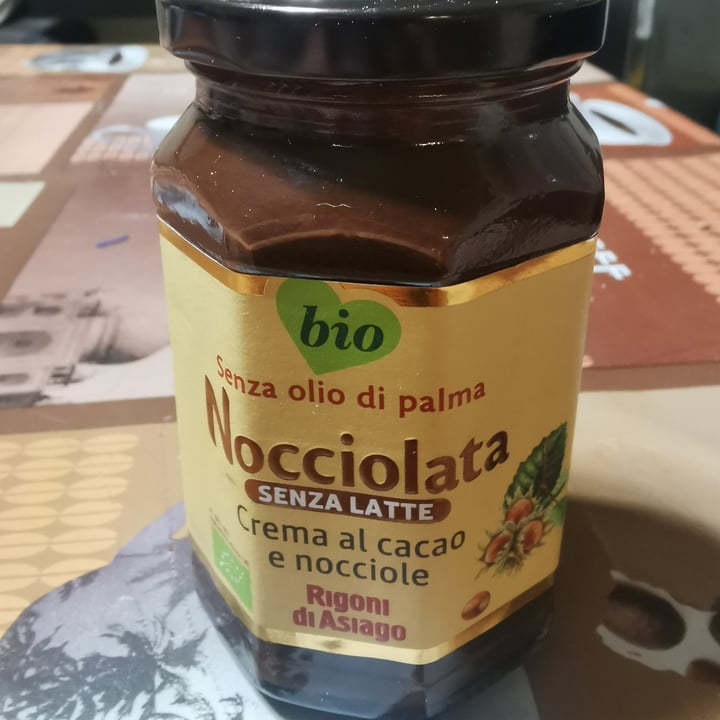 bio
Senza olio di palma
Nocciolata
SENZA LATTE
Crema al cacao
e nocciole
Rigoni
di Asiago